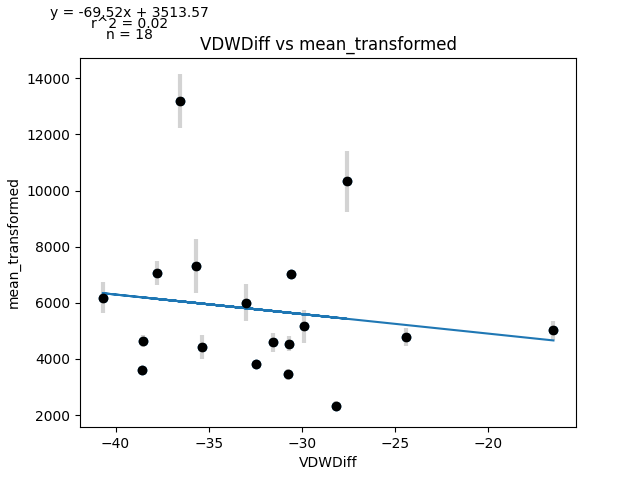 y = -69.52x + 3513.57
r^2 = 0.02
n = 18
VDWDiff vs mean_transformed
14000
12000
10000
8000
6000
4000
2000
mean_transformed
−40
−35
−30
−25
−20
VDWDiff